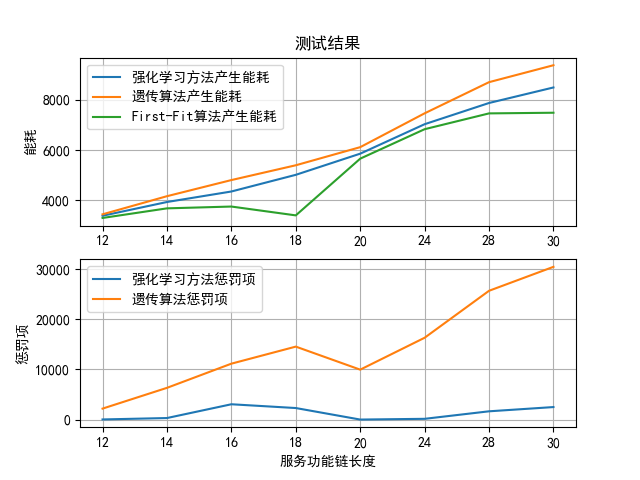 测试结果
强化学习方法产生能耗
遗传算法产生能耗
First-Fit算法产生能耗
能耗
8000
6000
4000
12 14 16 18 20 24 28 30
强化学习方法惩罚项
遗传算法惩罚项
惩罚项
30000
20000
10000
0
12 14 16 18 20 24 28 30
服务功能链长度